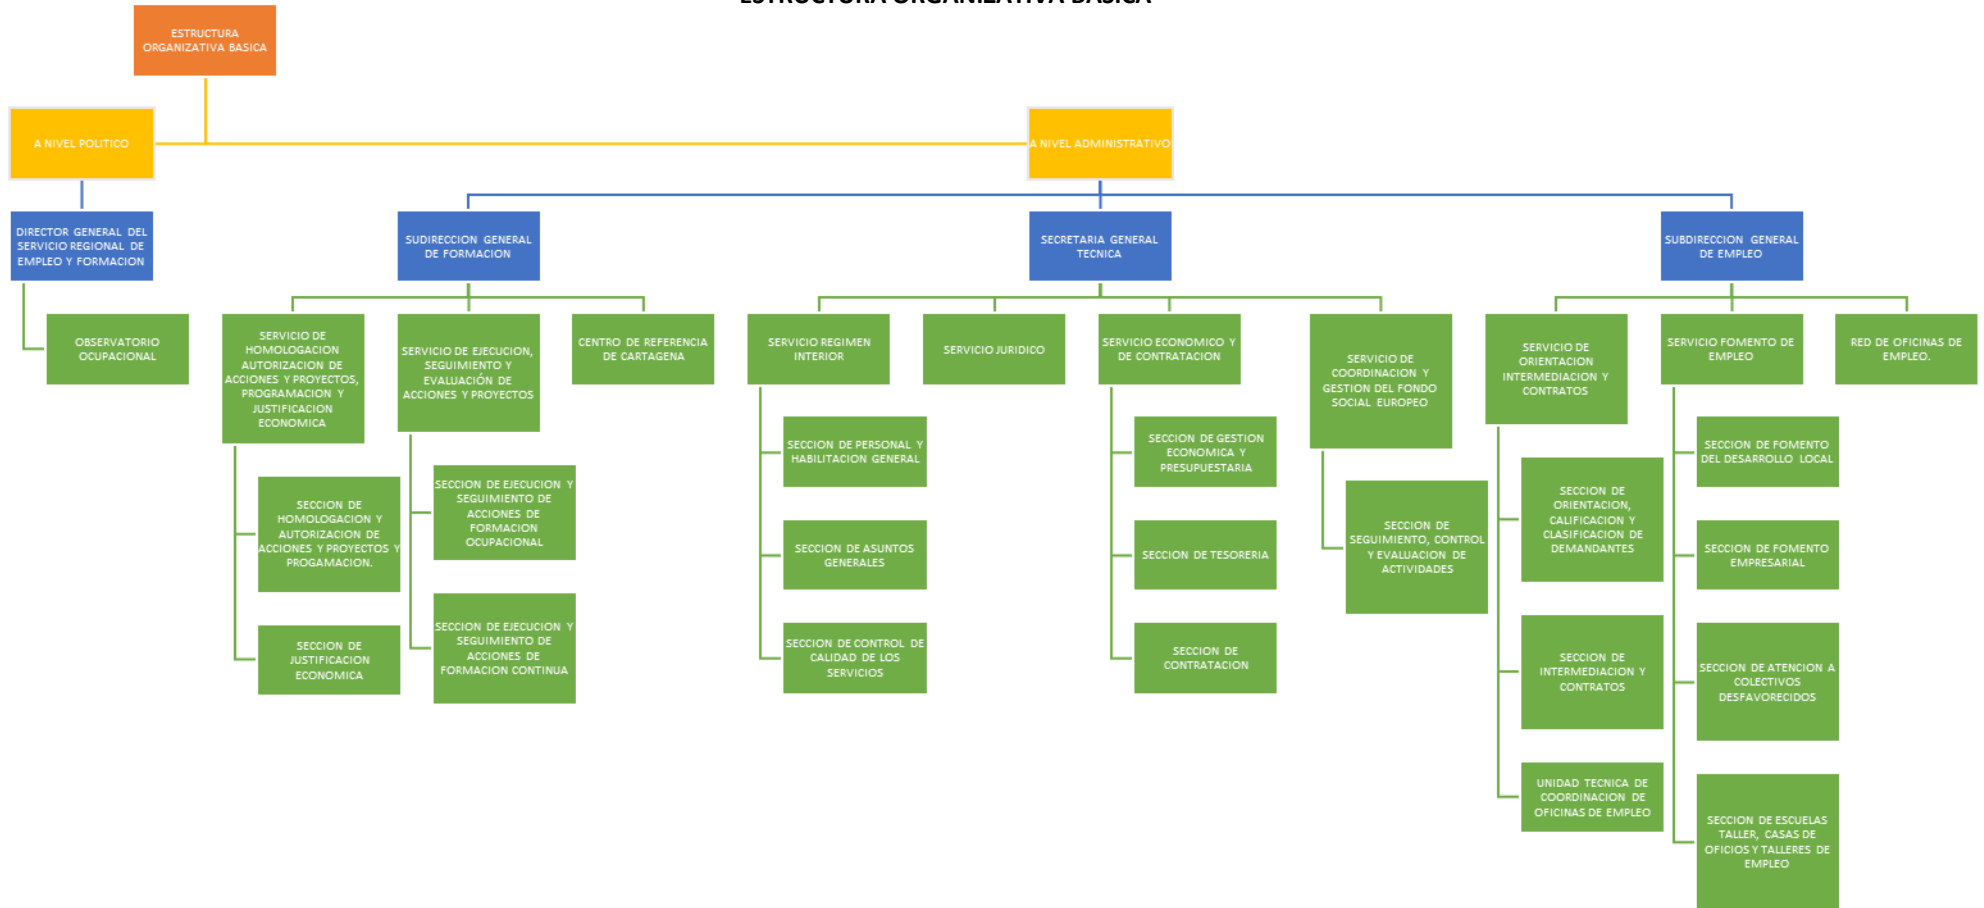 ESTRUCTURA ORGANIZATIVA BASICA
ESTRUCTURA
ORGANIZATIVA BASICA
A NIVEL POLITICO
A NIVEL ADMINISTRATIVO
DIRECTOR GENERAL DEL
SERVICIO REGIONAL DE
EMPLEO Y FORMACION
SUDIRECCION GENERAL
DE FORMACION
SECRETARIA GENERAL
TECNICA
SUBDIRECCION GENERAL
DE EMPLEO
OBSERVATORIO
OCUPACIONAL
SERVICIO DE
HOMOLOGACION
AUTORIZACION DE
ACCIONES Y PROYECTOS,
PROGRAMACION Y
JUSTIFICACION
ECONOMICA
SECCION DE
HOMOLOGACION Y
AUTORIZACION DE
ACCIONES Y PROYECTOS Y
PROGAMACION.
SECCION DE
JUSTIFICACION
ECONOMICA
SERVICIO DE EJECUCION,
SEGUIMIENTO Y
EVALUACIÓN DE
ACCIONES Y PROYECTOS
SECCION DE EJECUCION Y
SEGUIMIENTO DE
ACCIONES DE
FORMACION
OCUPACIONAL
SECCION DE EJECUCION Y
SEGUIMIENTO DE
ACCIONES DE
FORMACION CONTINUA
CENTRO DE REFERENCIA
DE CARTAGENA
SERVICIO REGIMEN
INTERIOR
SECCION DE PERSONAL Y
HABILITACION GENERAL
SECCION DE ASUNTOS
GENERALES
SECCION DE CONTROL DE
CALIDAD DE LOS
SERVICIOS
SERVICIO JURIDICO
SERVICIO ECONOMICO Y
DE CONTRATACION
SECCION DE GESTION
ECONOMICA Y
PRESUPUESTARIA
SECCION DE TESORERIA
SECCION DE
CONTRATACION
SERVICIO DE
COORDINACION Y
GESTION DEL FONDO
SOCIAL EUROPEO
SECCION DE
SEGUIMIENTO, CONTROL
Y EVALUACION DE
ACTIVIDADES
SERVICIO DE
ORIENTACION
INTERMEDIACION Y
CONTRATOS
SECCION DE
ORIENTACION,
CALIFICACION Y
CLASIFICACION DE
DEMANDANTES
SECCION DE
INTERMEDIACION Y
CONTRATOS
UNIDAD TECNICA DE
COORDINACION DE
OFICINAS DE EMPLEO
SERVICIO FOMENTO DE
EMPLEO
SECCION DE FOMENTO
DEL DESARROLLO LOCAL
SECCION DE FOMENTO
EMPRESARIAL
SECCION DE ATENCION A
COLECTIVOS
DESFAVORECIDOS
SECCION DE ESCUELAS
TALLER, CASAS DE
OFICIOS Y TALLERES DE
EMPLEO
RED DE OFICINAS DE
EMPLEO.